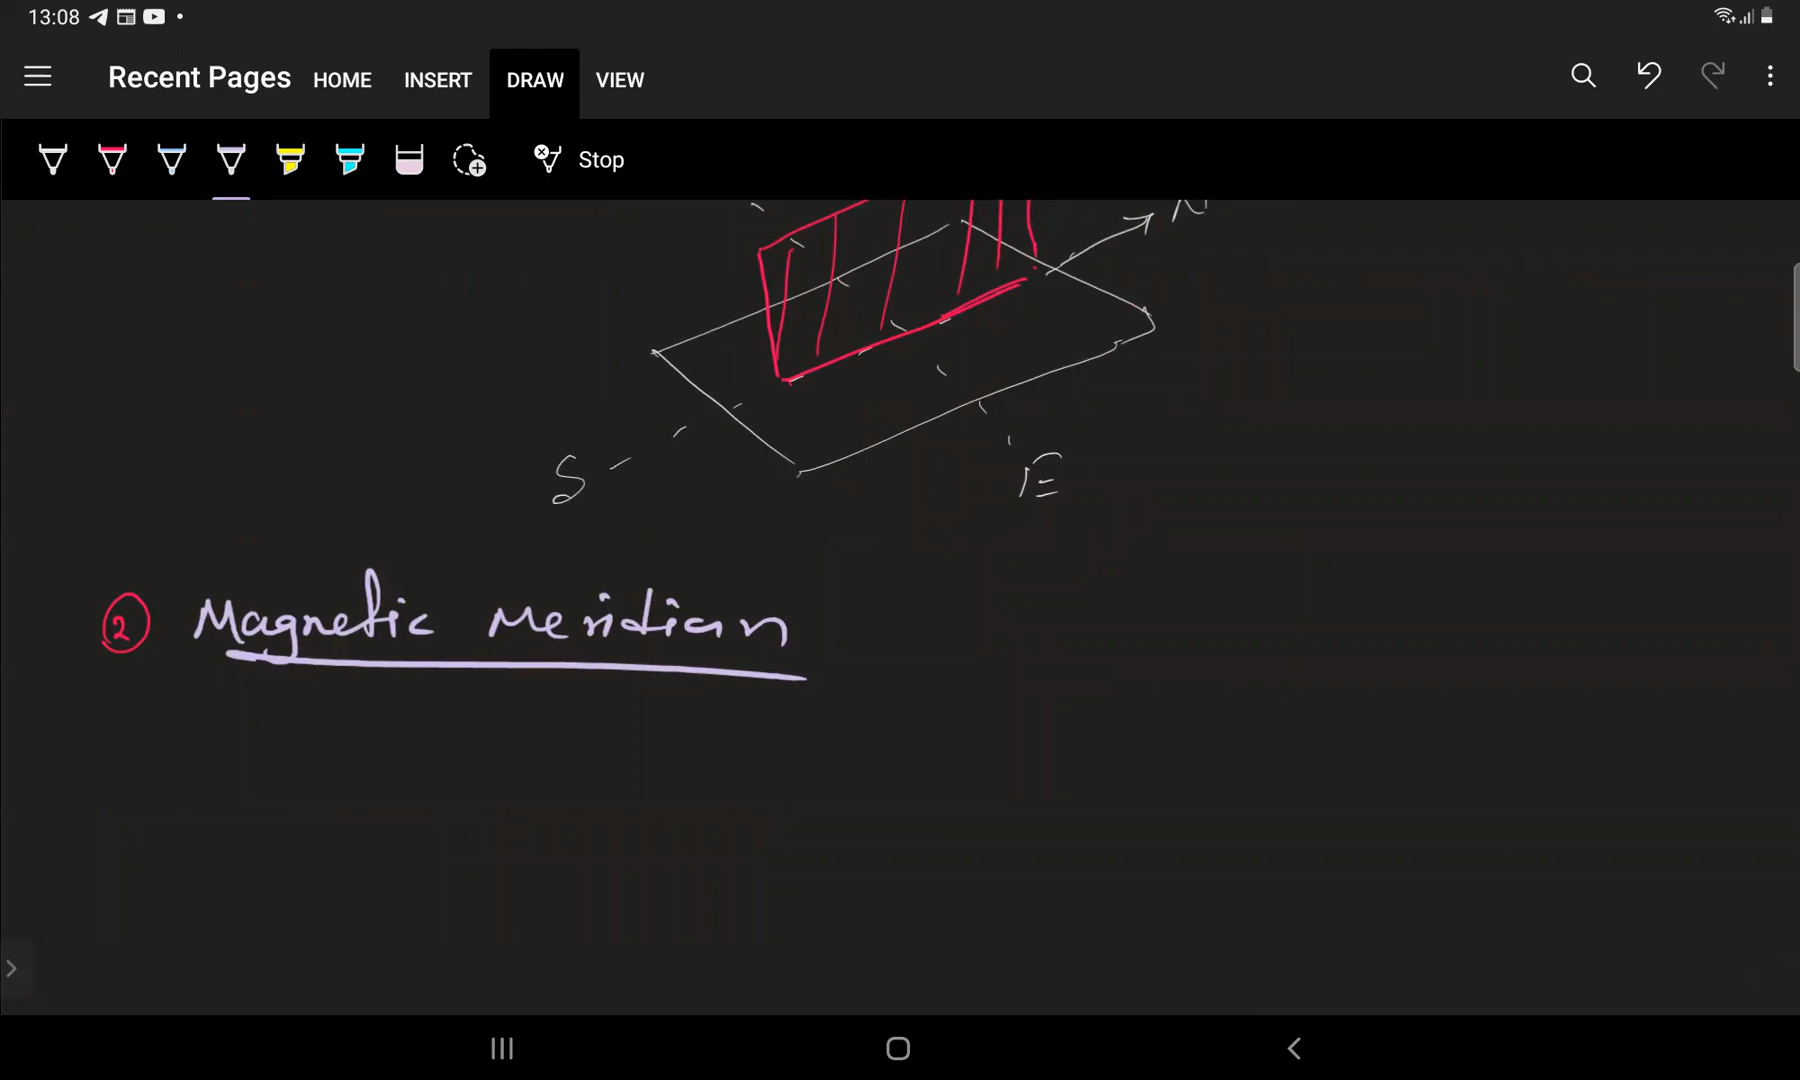 13:08
Recent Pages HOME INSERT DRAW VIEW
Stop
N
S
E
② Magnetic Meridian